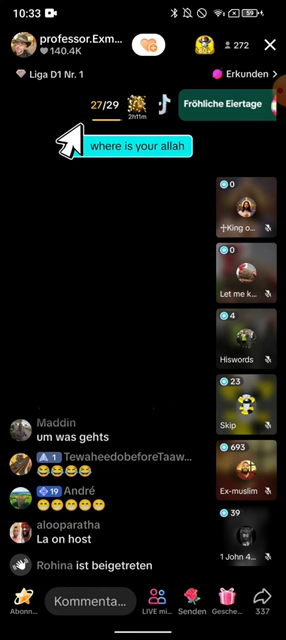 10:33
59
professor.Exm...
140.4K
272
Liga D1 Nr. 1
Erkunden
27/29
2h11m
Fröhliche Eiertage
where is your allah
0
‡King o...
0
Let me k...
4
Hiswords
23
Skip
693
Ex-muslim
39
1 John 4...
Maddin
um was gehts
1 TewaheedobeforeTaaw...
19 André
alooparatha
La on host
Rohina ist beigetreten
Abonn...
Kommenta...
LIVE mi...
Senden
Gesche...
337